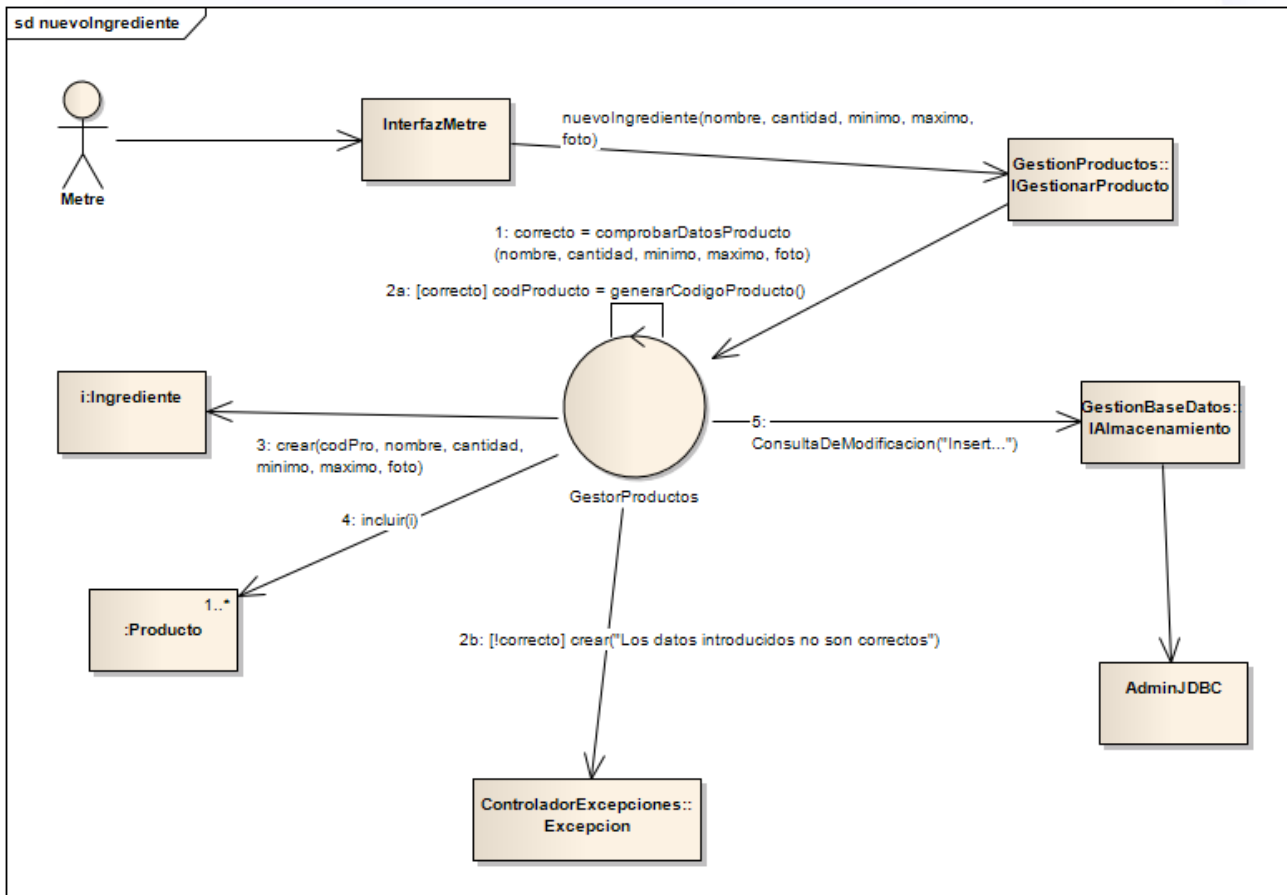 sd nuevoIngrediente
Metre
InterfazMetre
nuevoIngrediente(nombre, cantidad, minimo, maximo,
foto)
GestionProductos::
IGestionarProducto
1: correcto = comprobarDatosProducto
(nombre, cantidad, minimo, maximo, foto)
2a: [correcto] codProducto = generarCodigoProducto()
i:Ingrediente
3: crear(codPro, nombre, cantidad,
minimo, maximo, foto)
GestorProductos
5:
ConsultaDeModificacion("Insert...")
GestionBaseDatos::
IAlmacenamiento
4: incluir(i)
1..*
:Producto
2b: [!correcto] crear("Los datos introducidos no son correctos")
AdminJDBC
ControladorExcepciones::
Excepcion